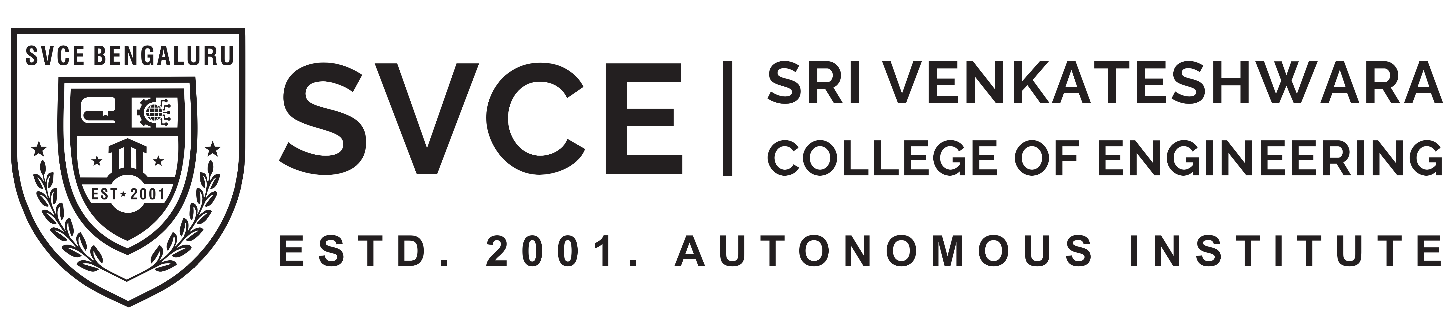 SVCE BENGALURU
EST★2001
SVCE
SRI VENKATESHWARA
COLLEGE OF ENGINEERING
ESTD. 2001. AUTONOMOUS INSTITUTE